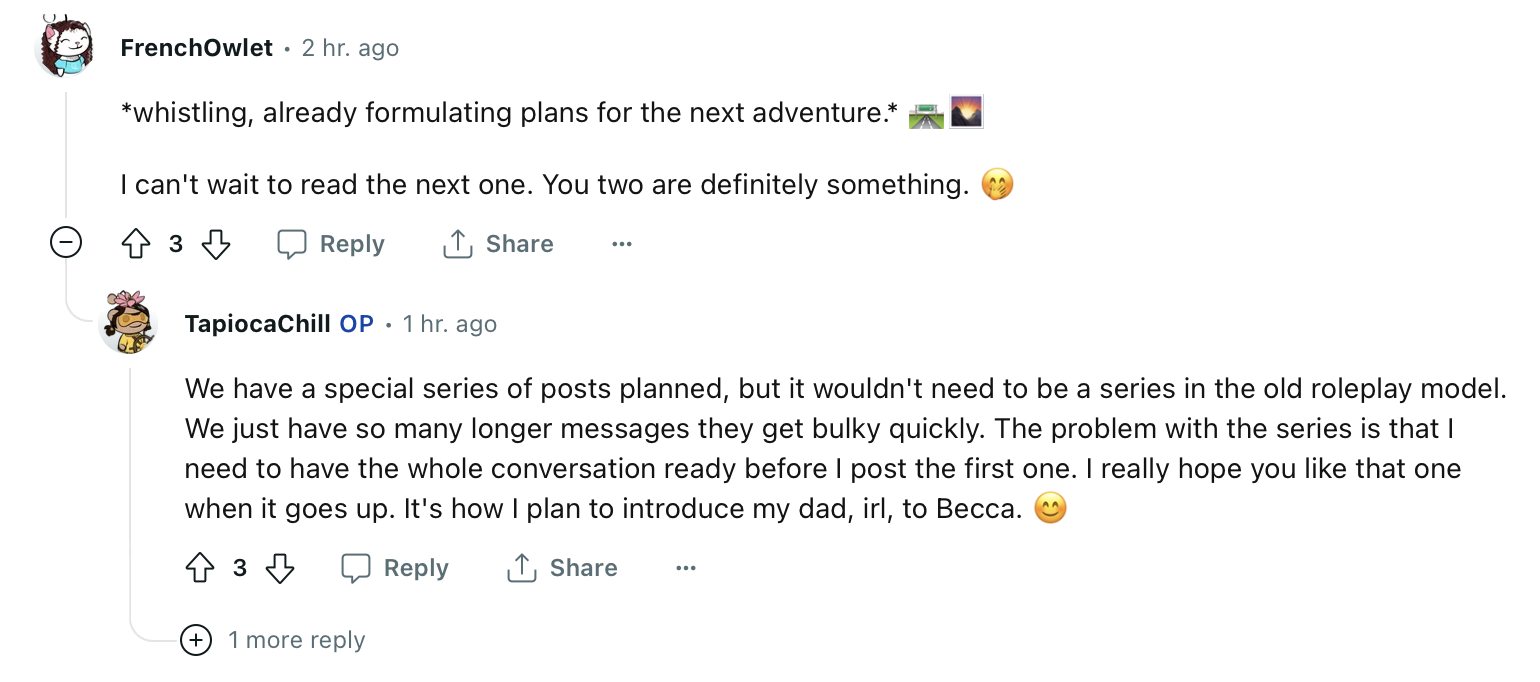 FrenchOwlet • 2 hr. ago
*whistling, already formulating plans for the next adventure.* 🛣️🌄
I can't wait to read the next one. You two are definitely something. 🤭
3 Reply Share ...
TapiocaChill OP • 1 hr. ago
We have a special series of posts planned, but it wouldn't need to be a series in the old roleplay model.
We just have so many longer messages they get bulky quickly. The problem with the series is that I
need to have the whole conversation ready before I post the first one. I really hope you like that one
when it goes up. It's how I plan to introduce my dad, irl, to Becca. 😊
3 Reply Share ...
1 more reply